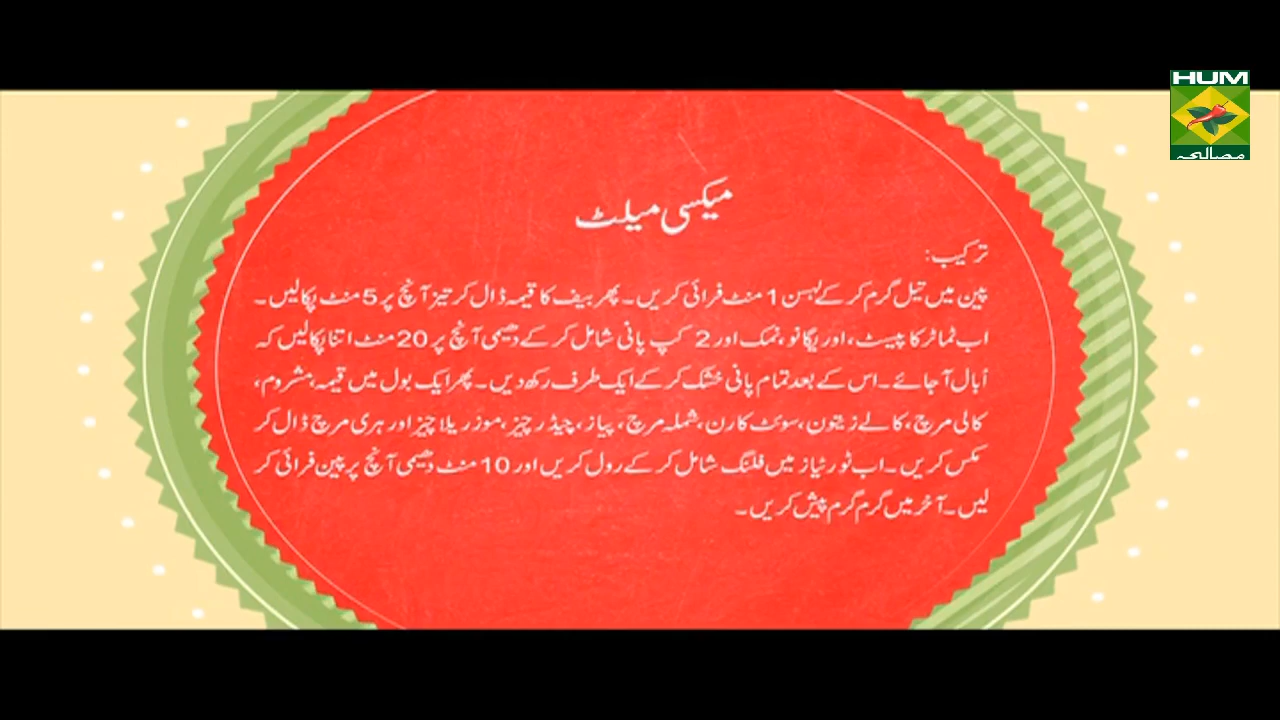 HUM
مصالحہ
میکسی میلٹ
ترکیب:
پین میں تیل گرم کر کے لہسن 1 منٹ فرائی کریں۔ پھر بیف کا قیمہ ڈال کر تیز آنچ پر 5 منٹ پکالیں۔
اب ٹماٹر کا پیسٹ، اوریگانو، نمک اور 2 کپ پانی شامل کر کے دھیمی آنچ پر 20 منٹ اتنا پکالیں کہ
اُبال آ جائے۔ اس کے بعد تمام پانی خشک کر کے ایک طرف رکھ دیں۔ پھر ایک بول میں قیمہ، مشروم،
کالی مرچ، کالے زیتون، سوئٹ کارن، شملہ مرچ، پیاز، چیڈر چیز، موزریلا چیز اور ہری مرچ ڈال کر
مکس کریں۔ اب ٹورٹیاز میں فلنگ شامل کر کے رول کریں اور 10 منٹ دھیمی آنچ پر پین فرائی کر
لیں۔ آخر میں گرم گرم پیش کریں۔